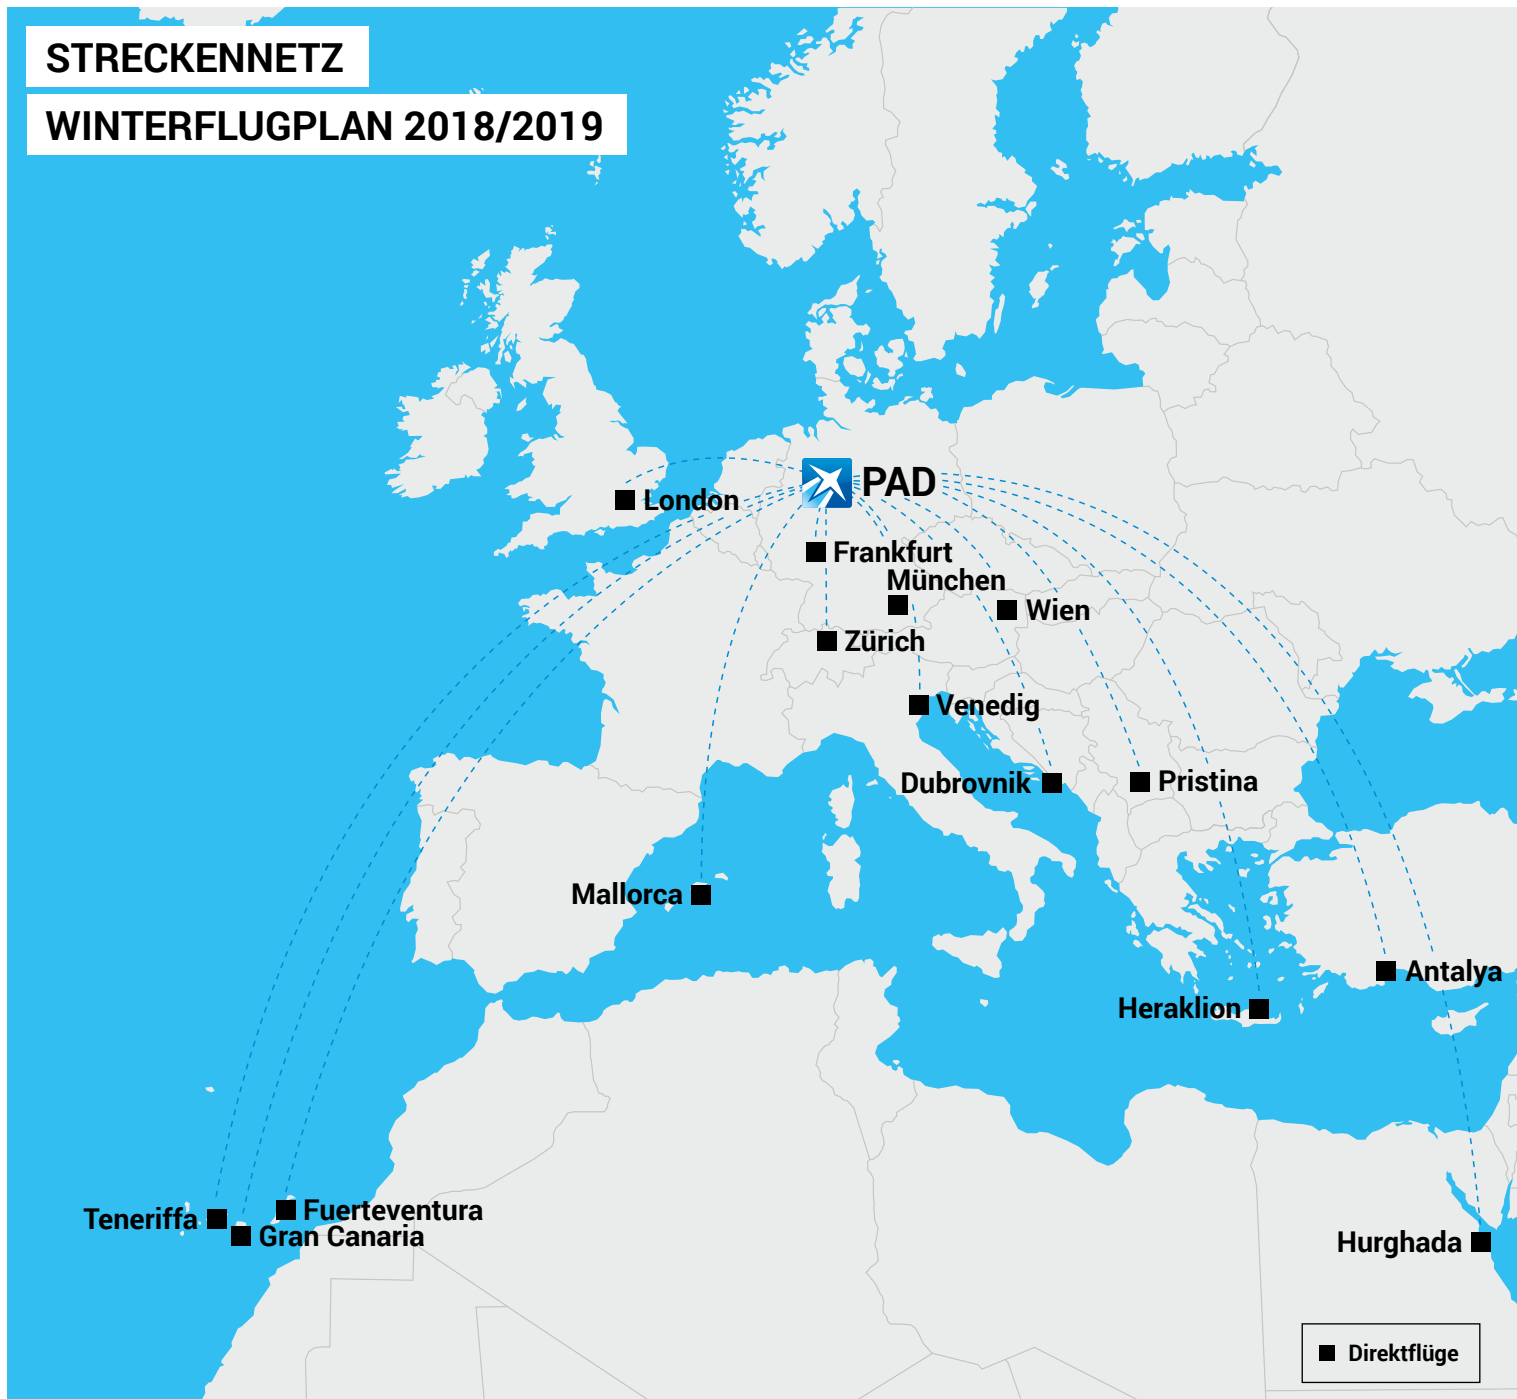 STRECKENNETZ
WINTERFLUGPLAN 2018/2019
PAD
London
Frankfurt
München
Wien
Zürich
Venedig
Dubrovnik
Pristina
Mallorca
Antalya
Heraklion
Fuerteventura
Teneriffa
Gran Canaria
Hurghada
Direktflüge